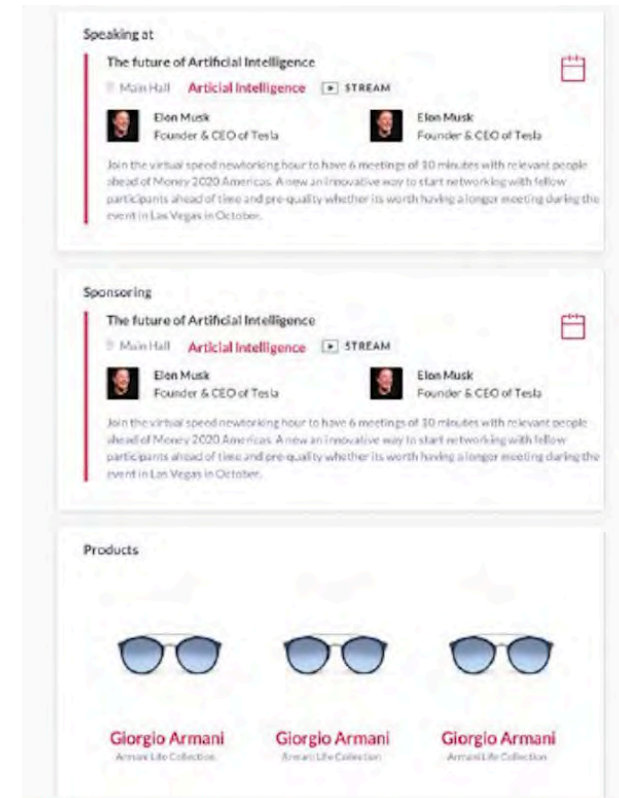 Speaking at
The future of Artificial Intelligence
Main Hall Articial Intelligence STREAM
Elon Musk Elon Musk
Founder & CEO of Tesla Founder & CEO of Tesla
Join the virtual speed newtorking hour to have 6 meetings of 10 minutes with relevant people
ahead of Money 2020 Americas. A new an innovative way to start networking with fellow
participants ahead of time and pre-quality whether its worth having a longer meeting during the
event in Las Vegas in October.
Sponsoring
The future of Artificial Intelligence
Main Hall Articial Intelligence STREAM
Elon Musk Elon Musk
Founder & CEO of Tesla Founder & CEO of Tesla
Join the virtual speed newtorking hour to have 6 meetings of 10 minutes with relevant people
ahead of Money 2020 Americas. A new an innovative way to start networking with fellow
participants ahead of time and pre-quality whether its worth having a longer meeting during the
event in Las Vegas in October.
Products
Giorgio Armani Giorgio Armani Giorgio Armani
Armani Life Collection Armani Life Collection Armani Life Collection